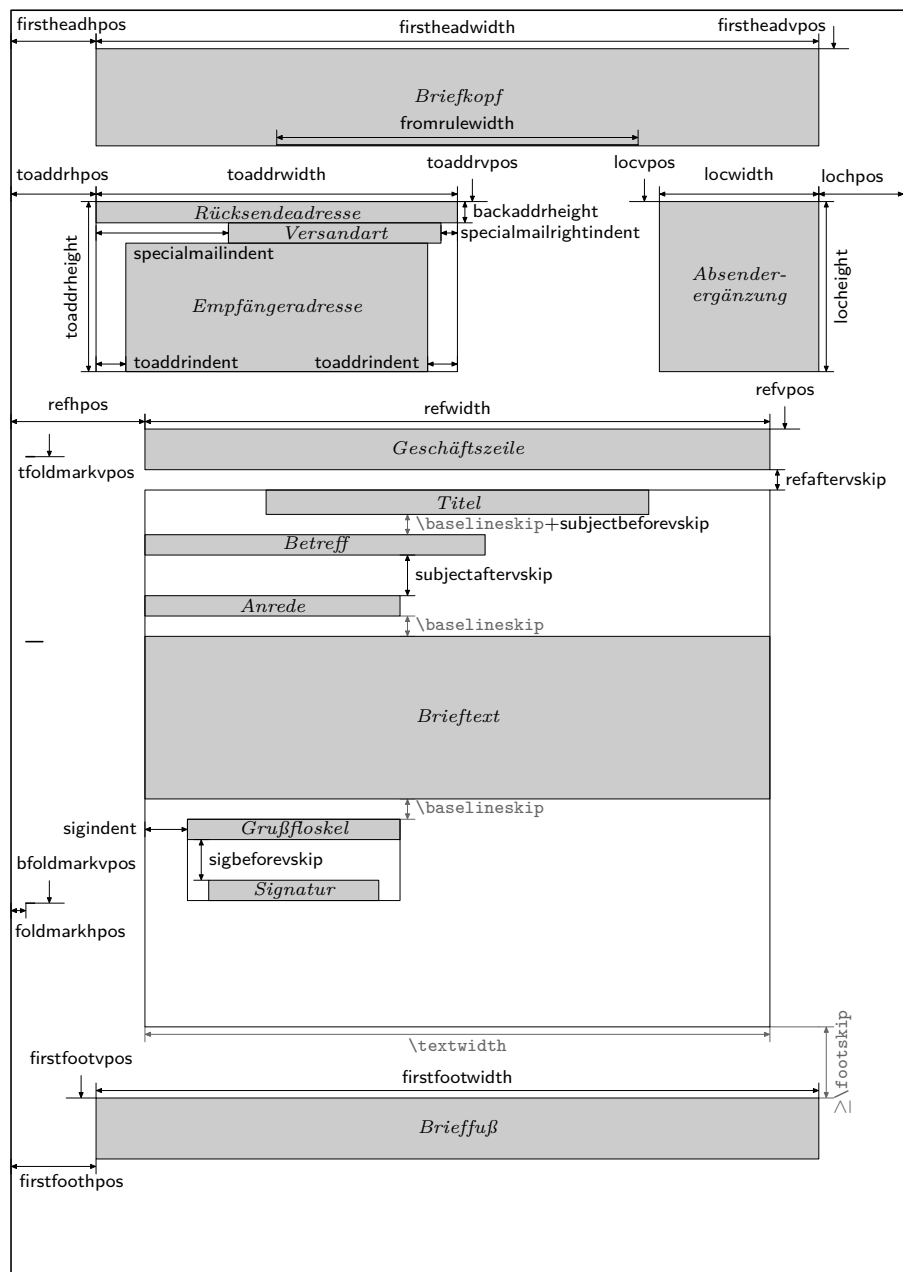 firstheadhpos
firstheadwidth
firstheadvpos
Briefkopf
fromrulewidth
toaddrvpos
locvpos
toaddrhpos
toaddrwidth
locwidth
lochpos
Rücksendeadresse
backaddrheight
Versandart
specialmailrightindent
specialmailindent
toaddrheight
Empfängeradresse
Absender-
ergänzung
locheight
toaddrindent
toaddrindent
refhpos
refwidth
refvpos
Geschäftszeile
tfoldmarkvpos
refaftervskip
Titel
\baselineskip+subjectbeforevskip
Betreff
subjectaftervskip
Anrede
\baselineskip
Brieftext
\baselineskip
sigindent
Grußfloskel
bfoldmarkvpos
sigbeforevskip
Signatur
foldmarkhpos
\textwidth
≥\footskip
firstfootvpos
firstfootwidth
Brieffuß
firstfoothpos